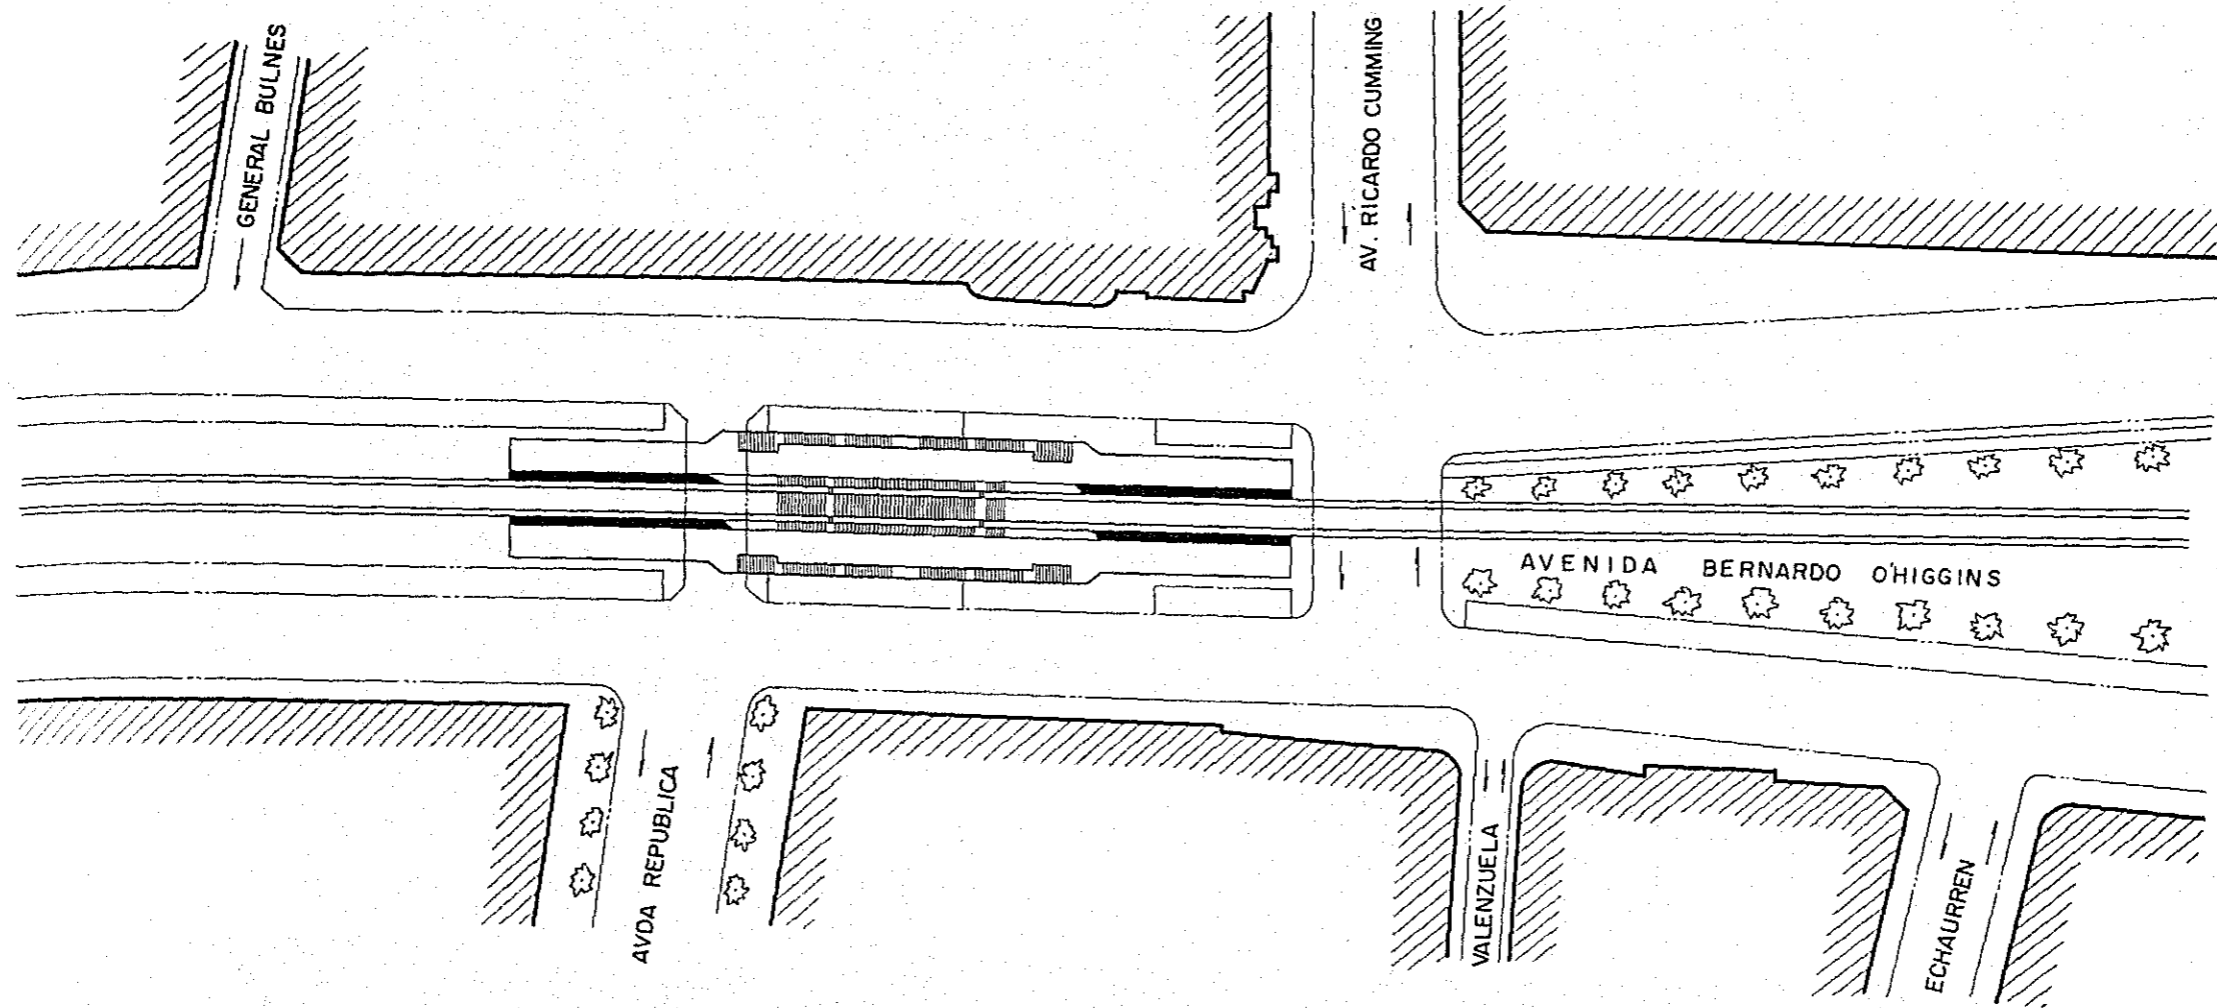 GENERAL BULNES
AV. RICARDO CUMMING
AVENIDA BERNARDO O'HIGGINS
AVDA REPUBLICA
VALENZUELA
ECHAURREN